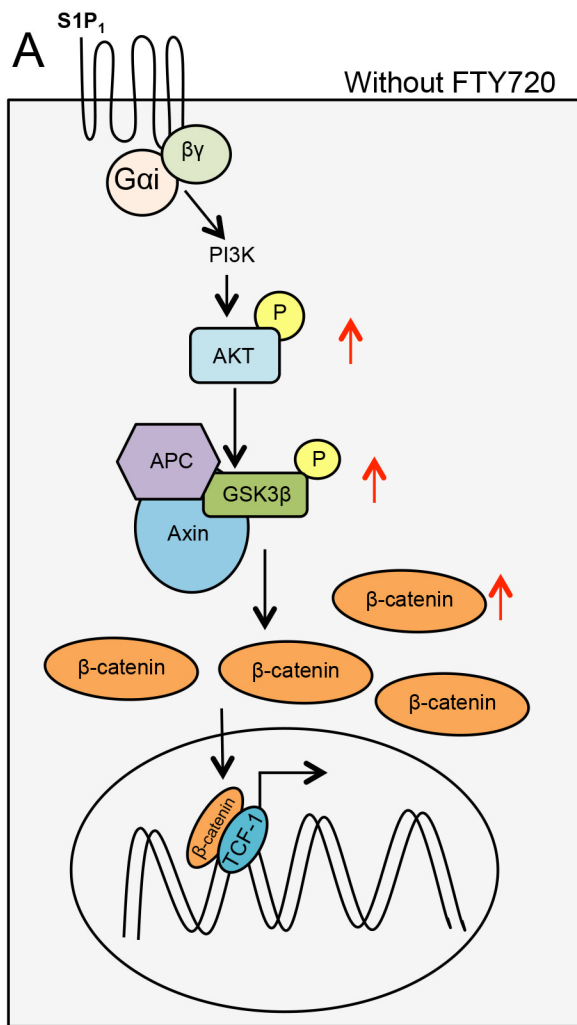 S1P1
A
Without FTY720
βγ
Gαi
PI3K
P
AKT
APC
P
GSK3β
Axin
β-catenin
β-catenin
β-catenin
β-catenin
β-catenin
TCF-1